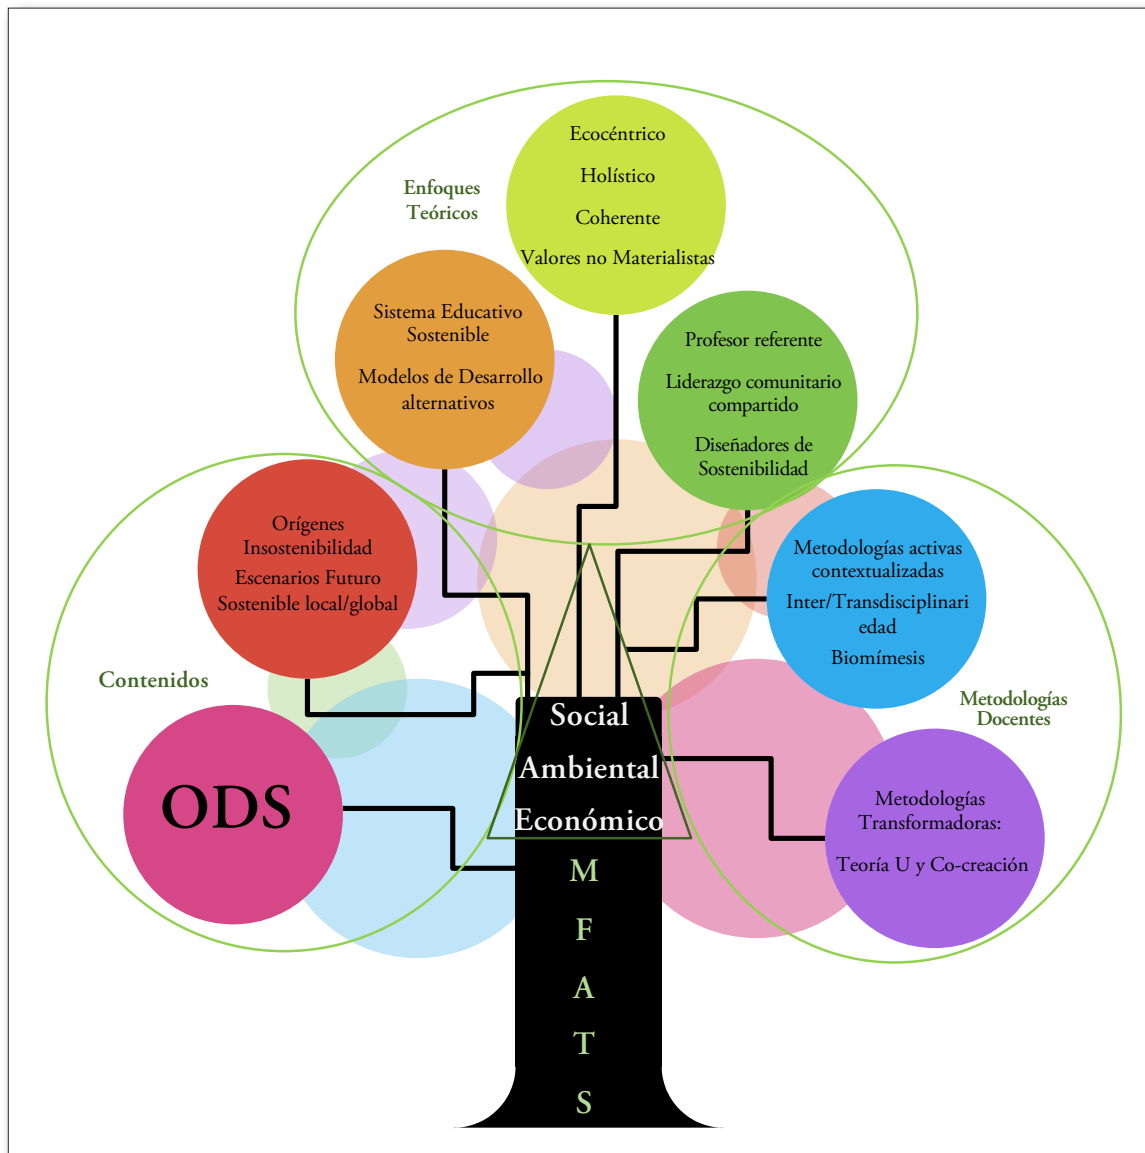 Enfoques
Teóricos
Ecocéntrico
Holístico
Coherente
Valores no Materialistas
Sistema Educativo
Sostenible
Modelos de Desarrollo
alternativos
Profesor referente
Liderazgo comunitario
compartido
Diseñadores de
Sostenibilidad
Contenidos
Orígenes
Insostenibilidad
Escenarios Futuro
Sostenible local/global
ODS
Metodologías activas
contextualizadas
Inter/Transdisciplinari
edad
Biomímesis
Metodologías
Docentes
Metodologías
Transformadoras:
Teoría U y Co-creación
Social
Ambiental
Económico
M
F
A
T
S